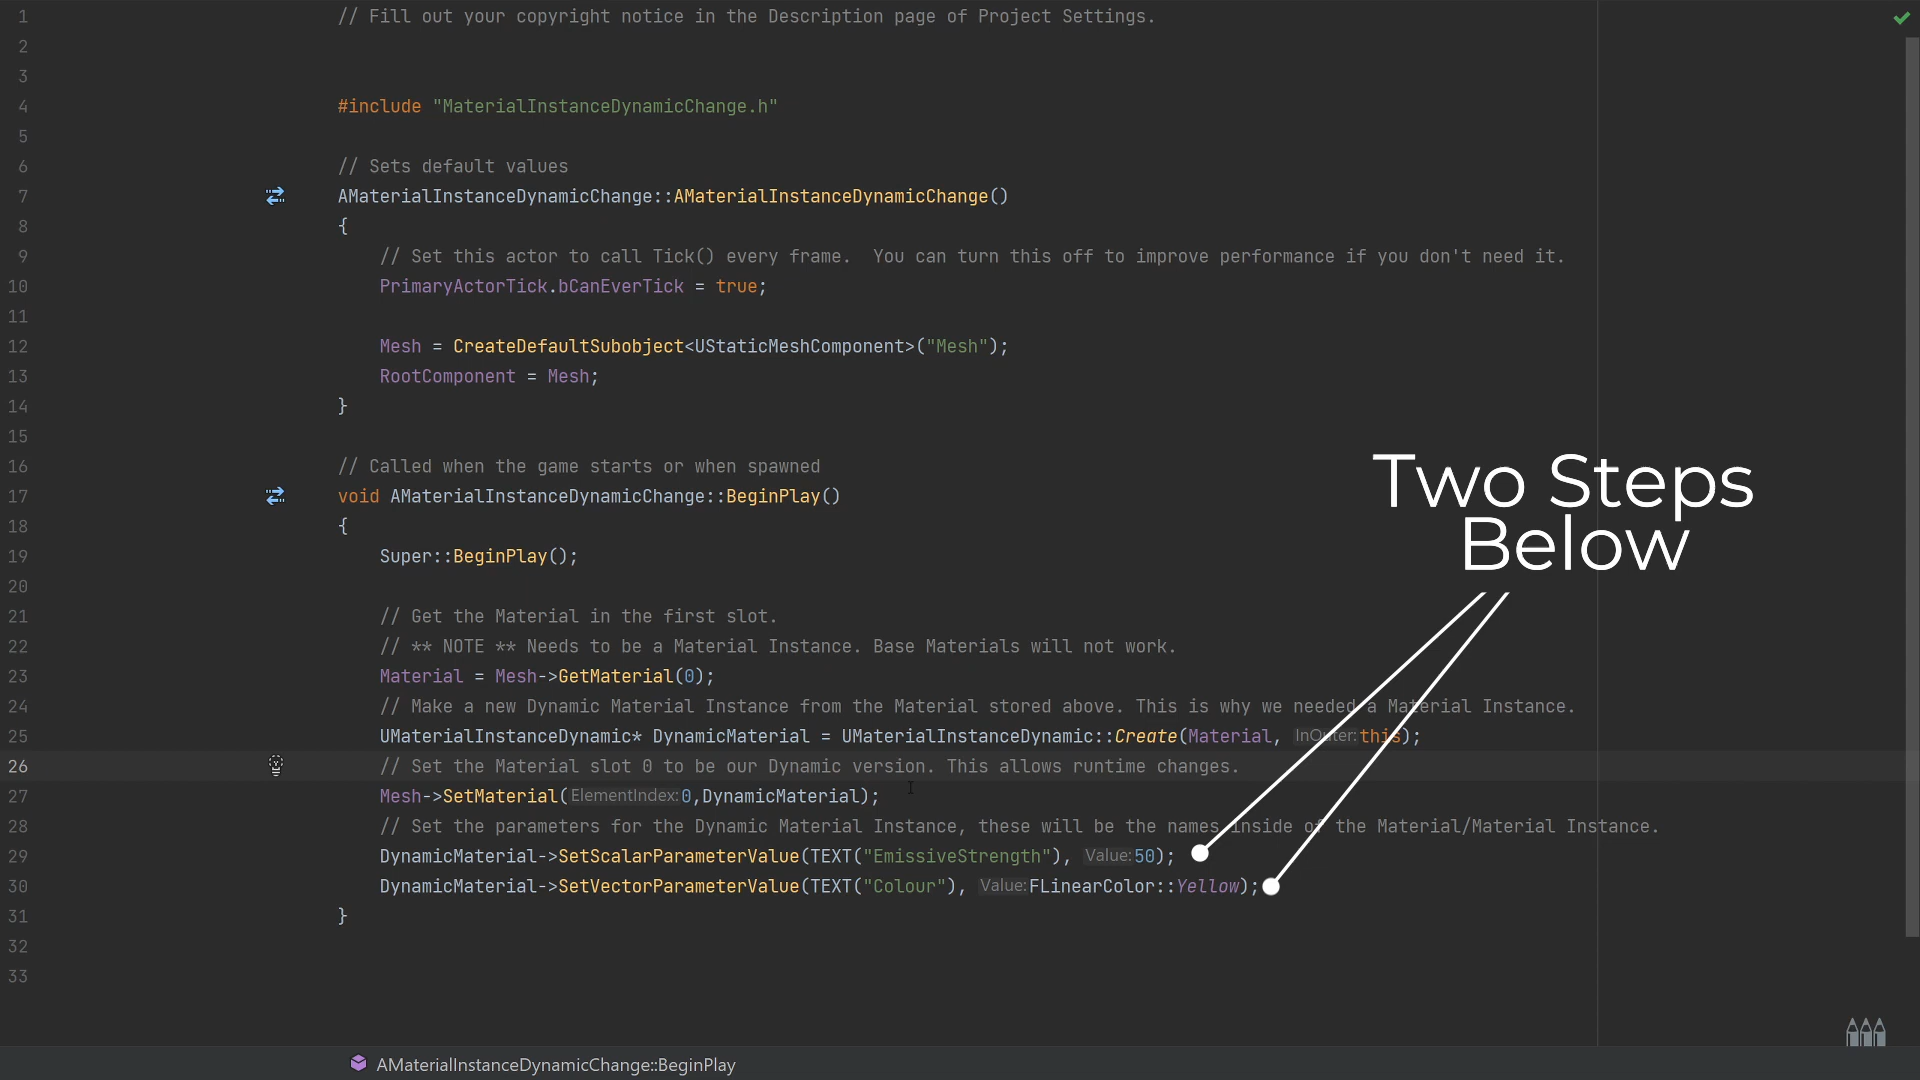 1 // Fill out your copyright notice in the Description page of Project Settings.
2
3
4 #include "MaterialInstanceDynamicChange.h"
5
6 // Sets default values
7 AMaterialInstanceDynamicChange::AMaterialInstanceDynamicChange()
8 {
9 // Set this actor to call Tick() every frame.  You can turn this off to improve performance if you don't need it.
10 PrimaryActorTick.bCanEverTick = true;
11
12 Mesh = CreateDefaultSubobject<UStaticMeshComponent>("Mesh");
13 RootComponent = Mesh;
14 }
15
16 // Called when the game starts or when spawned
17 void AMaterialInstanceDynamicChange::BeginPlay()
18 {
19 Super::BeginPlay();
20
21 // Get the Material in the first slot.
22 // ** NOTE ** Needs to be a Material Instance. Base Materials will not work.
23 Material = Mesh->GetMaterial(0);
24 // Make a new Dynamic Material Instance from the Material stored above. This is why we needed a Material Instance.
25 UMaterialInstanceDynamic* DynamicMaterial = UMaterialInstanceDynamic::Create(Material, InOuter:this);
26 // Set the Material slot 0 to be our Dynamic version. This allows runtime changes.
27 Mesh->SetMaterial(ElementIndex:0,DynamicMaterial);
28 // Set the parameters for the Dynamic Material Instance, these will be the names inside of the Material/Material Instance.
29 DynamicMaterial->SetScalarParameterValue(TEXT("EmissiveStrength"), Value:50);
30 DynamicMaterial->SetVectorParameterValue(TEXT("Colour"), Value:FLinearColor::Yellow);
31 }
32
33
Two Steps
Below
AMaterialInstanceDynamicChange::BeginPlay